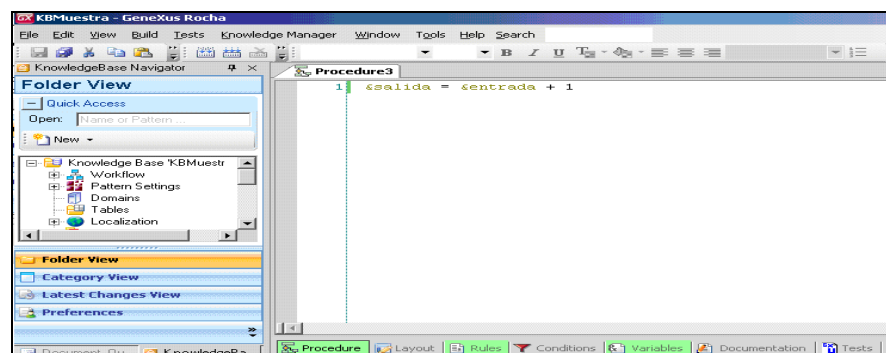 KBMuestra - GeneXus Rocha
File Edit View Build Tests Knowledge Manager Window Tools Help Search
B I U
KnowledgeBase Navigator
Procedure3
Folder View
1 &salida = &entrada + 1
Quick Access
Open: Name or Pattern ...
New
Knowledge Base 'KBMuestr
Workflow
Pattern Settings
Domains
Tables
Localization
Folder View
Category View
Latest Changes View
Preferences
Procedure Layout Rules Conditions Variables Documentation Tests